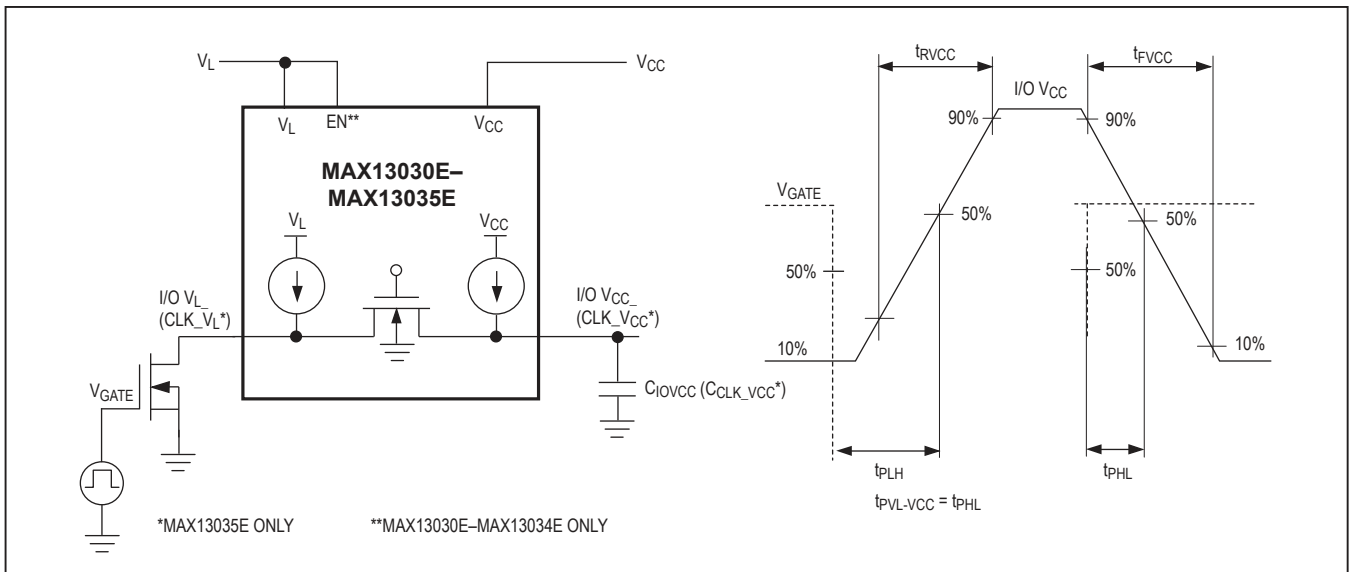 VL
VCC
VL
EN**
VCC
MAX13030E–
MAX13035E
VL
VCC
I/O VL_
(CLK_VL*)
I/O VCC_
(CLK_VCC*)
VGATE
CIOVCC (CCLK_VCC*)
*MAX13035E ONLY
**MAX13030E–MAX13034E ONLY
tRVCC
tFVCC
I/O VCC
90%
90%
VGATE
50%
50%
50%
50%
10%
10%
tPLH
tPHL
tPVL-VCC = tPHL